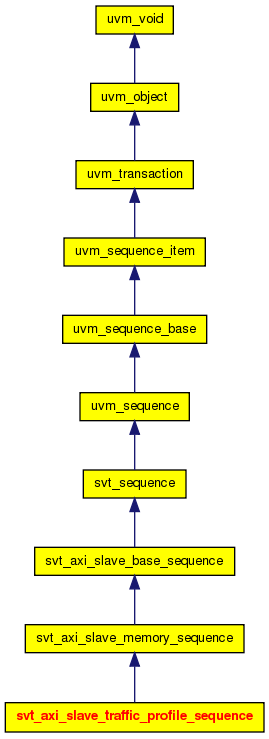 uvm_void
uvm_object
uvm_transaction
uvm_sequence_item
uvm_sequence_base
uvm_sequence
svt_sequence
svt_axi_slave_base_sequence
svt_axi_slave_memory_sequence
svt_axi_slave_traffic_profile_sequence